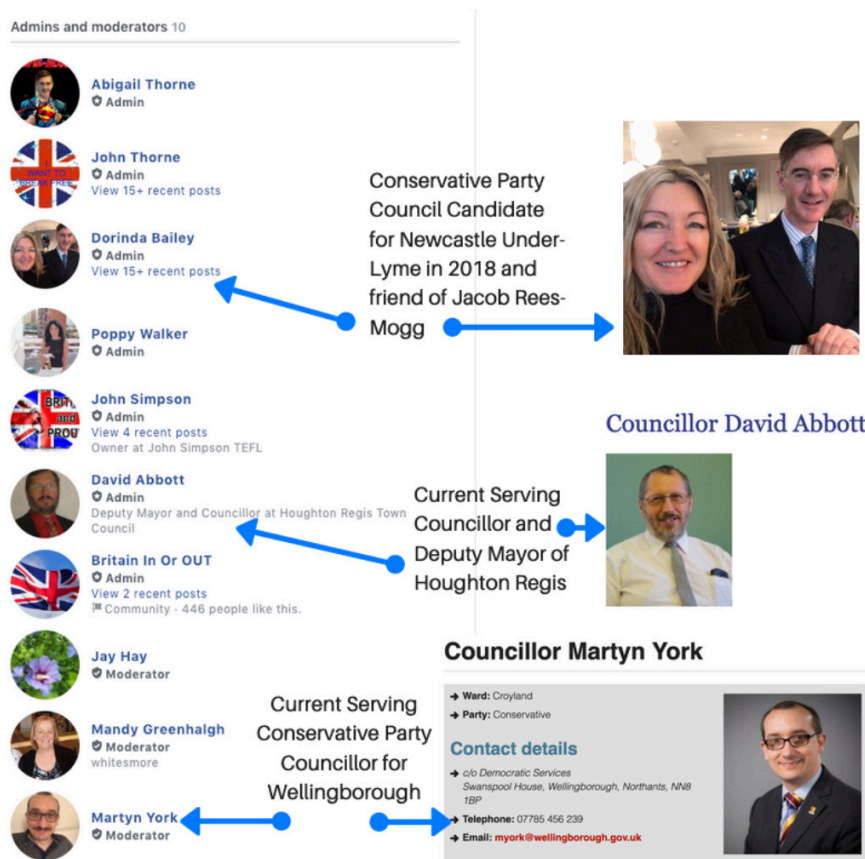 Admins and moderators 10
Abigail Thorne
Admin
John Thorne
Admin
View 15+ recent posts
I
WANT TO
BREAK FREE
Dorinda Bailey
Admin
View 15+ recent posts
Conservative Party
Council Candidate
for Newcastle Under-
Lyme in 2018 and
friend of Jacob Rees-
Mogg
Poppy Walker
Admin
John Simpson
Admin
View 4 recent posts
Owner at John Simpson TEFL
and
PROU
Councillor David Abbott
David Abbott
Admin
Deputy Mayor and Councillor at Houghton Regis Town
Council
Current Serving
Councillor and
Deputy Mayor of
Houghton Regis
Britain In Or OUT
Admin
View 2 recent posts
Community · 446 people like this.
Jay Hay
Moderator
Mandy Greenhalgh
Moderator
whitesmore
Martyn York
Moderator
Current Serving
Conservative Party
Councillor for
Wellingborough
Councillor Martyn York
Ward: Croyland
Party: Conservative
Contact details
c/o Democratic Services
Swanspool House, Wellingborough, Northants, NN8
1BP
Telephone: 07785 456 239
Email: myork@wellingborough.gov.uk